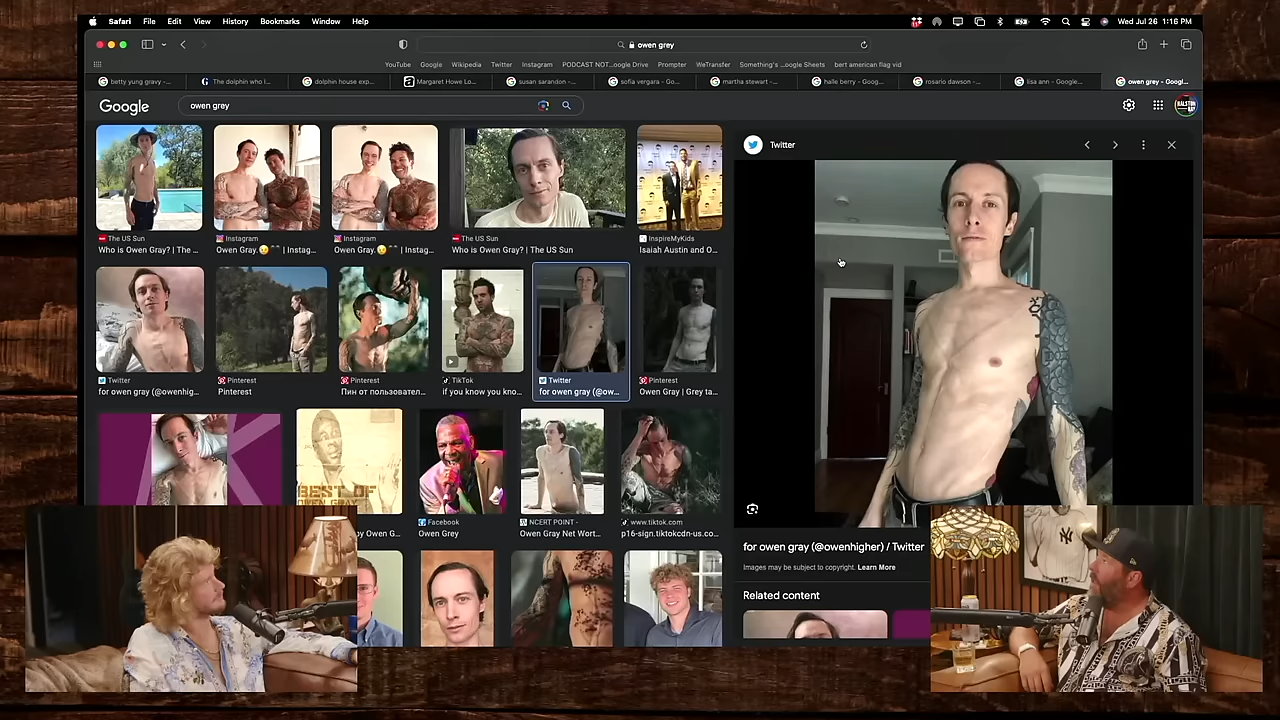 Safari File Edit View History Bookmarks Window Help
Wed Jul 26 1:16 PM
owen grey
YouTube Google Wikipedia Twitter Instagram PODCAST NOT...oogle Drive Prompter WeTransfer Something's...oogle Sheets bert american flag vid
betty yung gravy -... The dolphin who l... dolphin house exp... Margaret Howe Lo... susan sarandon -... sofia vergara - Go... martha stewart -... halle berry - Goog... rosario dawson -... lisa ann - Google... owen grey - Googl...
Google
owen grey
Twitter
The US Sun
Who is Owen Gray? | The ...
Instagram
Owen Gray.😉 | Instag...
Instagram
Owen Gray.😉 | Instag...
The US Sun
Who is Owen Gray? | The US Sun
InspireMyKids
Isaiah Austin and O...
Twitter
for owen gray (@owenhig...
Pinterest
Pinterest
Pinterest
Пин от пользовател...
TikTok
if you know you kno...
Twitter
for owen gray (@ow...
Pinterest
Owen Gray | Grey ta...
K
BEST OF
OWEN GRAY
by Owen G...
Facebook
Owen Grey
NCERT POINT -
Owen Gray Net Wort...
www.tiktok.com
p16-sign.tiktokcdn-us.co...
for owen gray (@owenhigher) / Twitter
Images may be subject to copyright. Learn More
Related content